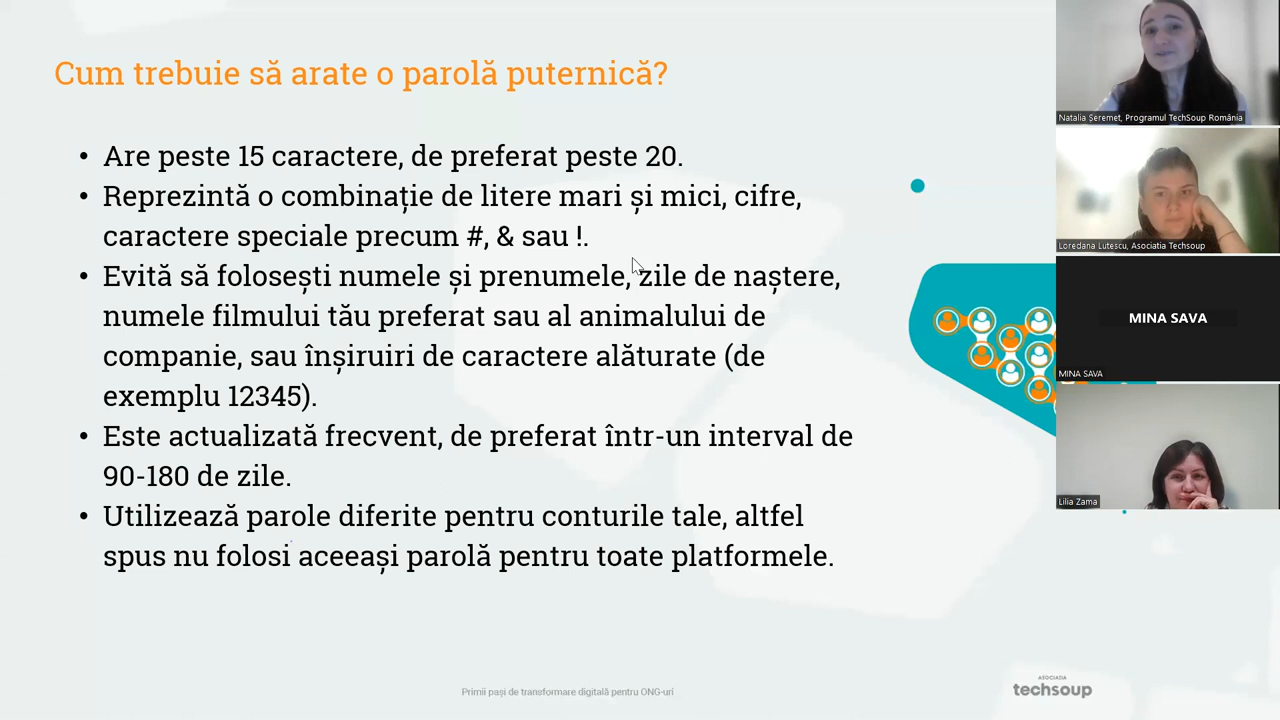 Cum trebuie să arate o parolă puternică?
• Are peste 15 caractere, de preferat peste 20.
• Reprezintă o combinație de litere mari și mici, cifre,
caractere speciale precum #, & sau !.
• Evită să folosești numele și prenumele, zile de naștere,
numele filmului tău preferat sau al animalului de
companie, sau înșiruiri de caractere alăturate (de
exemplu 12345).
• Este actualizată frecvent, de preferat într-un interval de
90-180 de zile.
• Utilizează parole diferite pentru conturile tale, altfel
spus nu folosi aceeași parolă pentru toate platformele.
Primii pași de transformare digitală pentru ONG-uri
ASOCIAȚIA
techsoup
Natalia Șeremet, Programul TechSoup România
Loredana Lutescu, Asociatia Techsoup
MINA SAVA
MINA SAVA
Lilia Zama